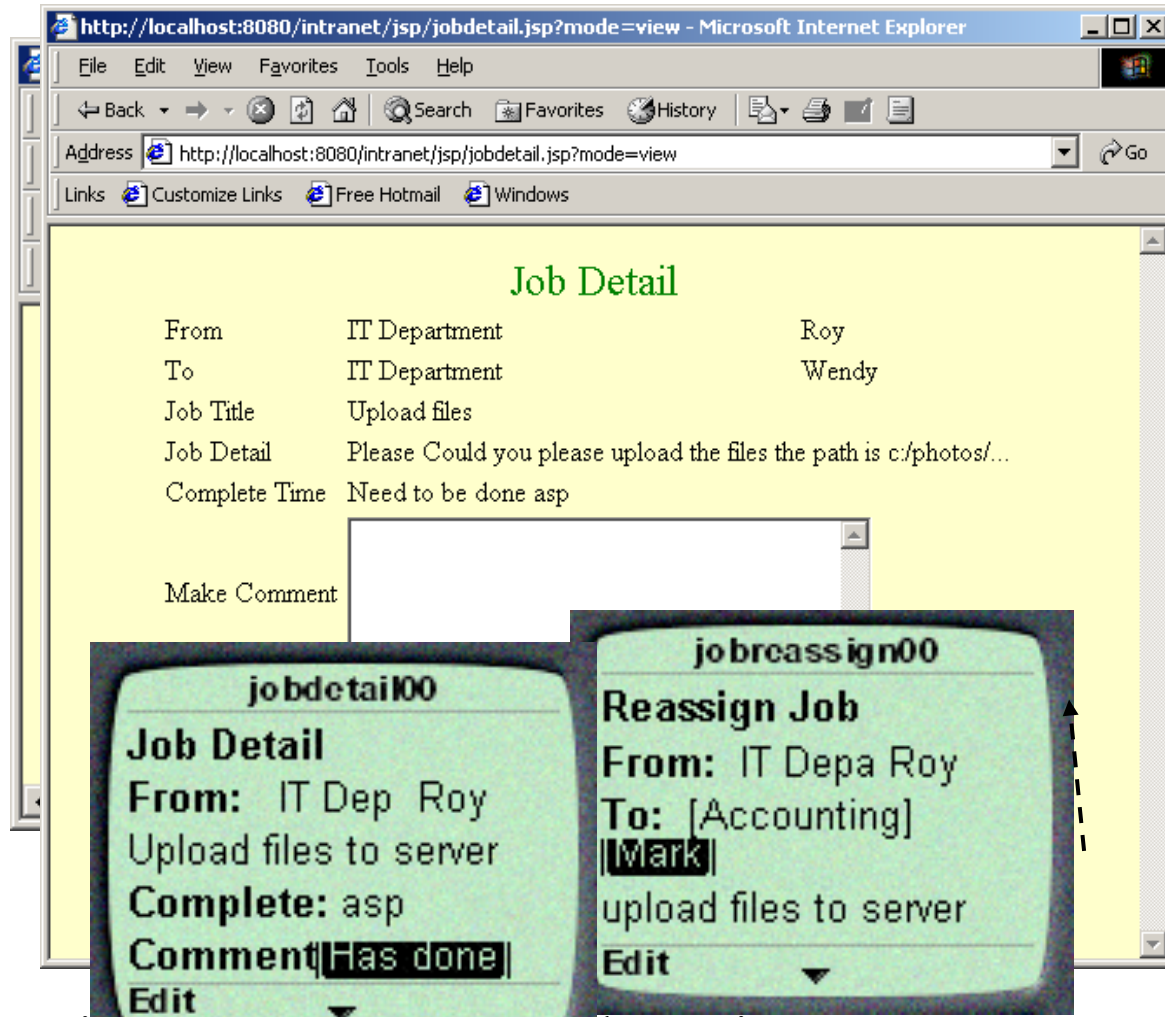 http://localhost:8080/intranet/jsp/jobdetail.jsp?mode=view - Microsoft Internet Explorer
File Edit View Favorites Tools Help
Back Search Favorites History
Address http://localhost:8080/intranet/jsp/jobdetail.jsp?mode=view Go
Links Customize Links Free Hotmail Windows
Job Detail
From IT Department Roy
To IT Department Wendy
Job Title Upload files
Job Detail Please Could you please upload the files the path is c:/photos/...
Complete Time Need to be done asp
Make Comment
jobdetail00
Job Detail
From: IT Dep Roy
Upload files to server
Complete: asp
Comment Has done
Edit
jobreassign00
Reassign Job
From: IT Depa Roy
To: [Accounting]
Mark
upload files to server
Edit